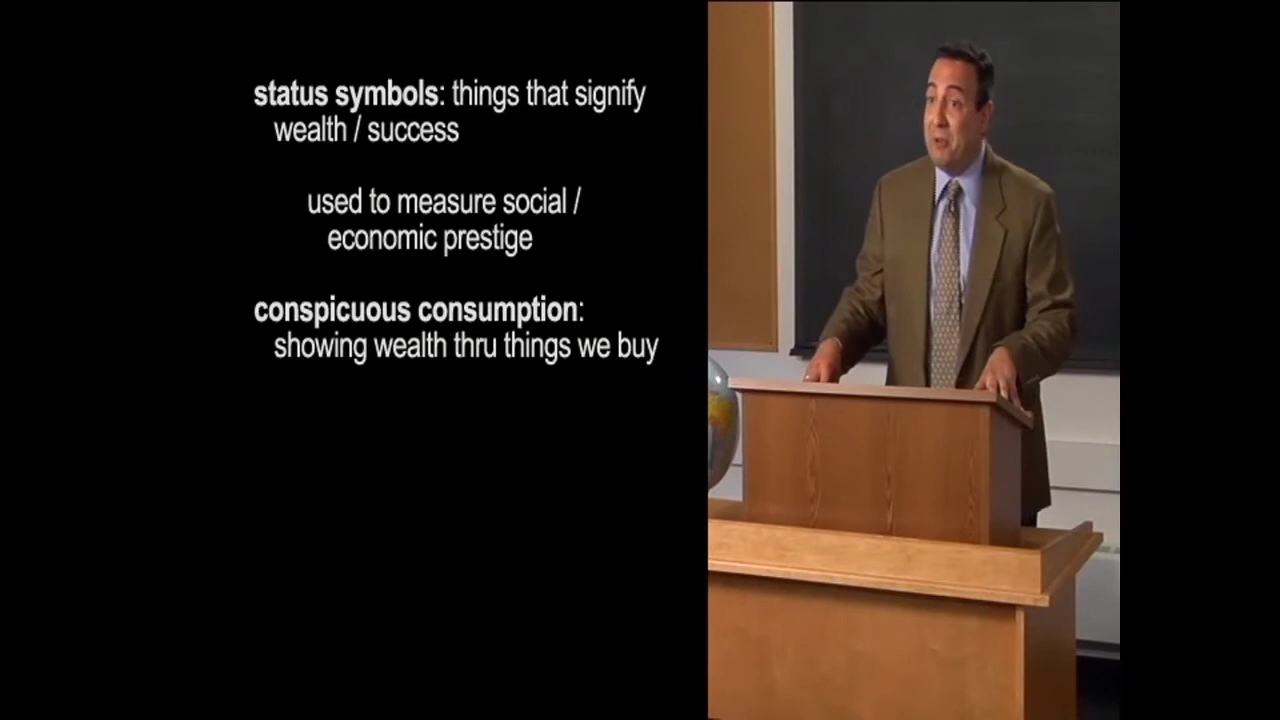 status symbols: things that signify
wealth / success
used to measure social /
economic prestige
conspicuous consumption:
showing wealth thru things we buy